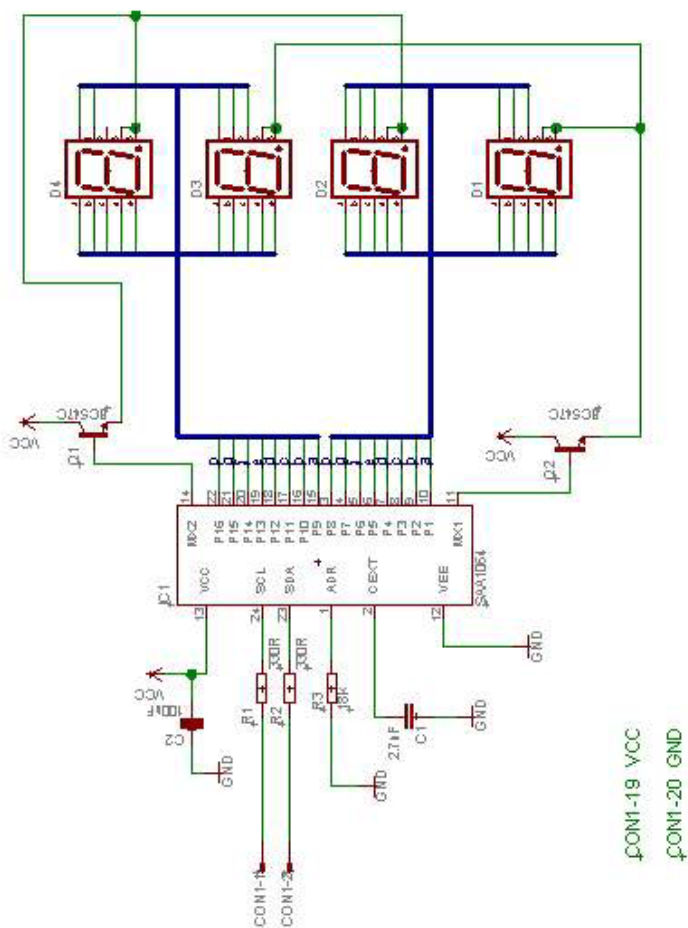 D4
D3
D2
D1
VCC
BC547C
Q1
VCC
BC547C
Q2
14
22
21
20
19
18
17
16
15
3
4
5
6
7
8
9
10
11
MX2
P16
P15
P14
P13
P12
P11
P10
P9
P8
P7
P6
P5
P4
P3
P2
P1
MX1
IC1
VCC
SCL
SDA
ADR
CEXT
VEE
SAA1064
13
24
23
1
2
12
VCC
100nF
C2
GND
330R
R1
330R
R2
R3
18k
GND
2.7nF
C1
GND
GND
CON1-1
CON1-2
CON1-19 VCC
CON1-20 GND